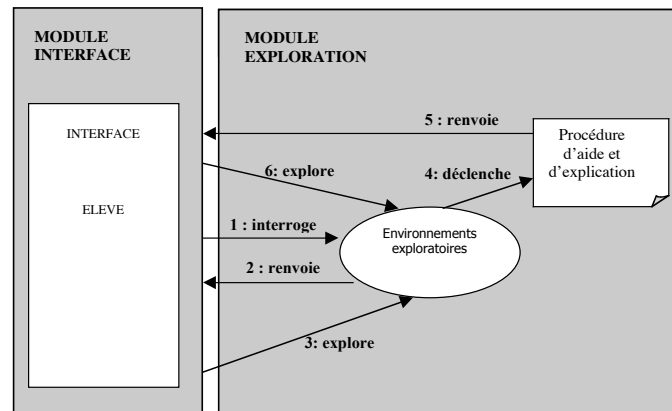 MODULE
INTERFACE
MODULE
EXPLORATION
INTERFACE
ELEVE
5 : renvoie
Procédure
d'aide et
d'explication
6: explore
4: déclenche
1 : interroge
Environnements
exploratoires
2 : renvoie
3: explore